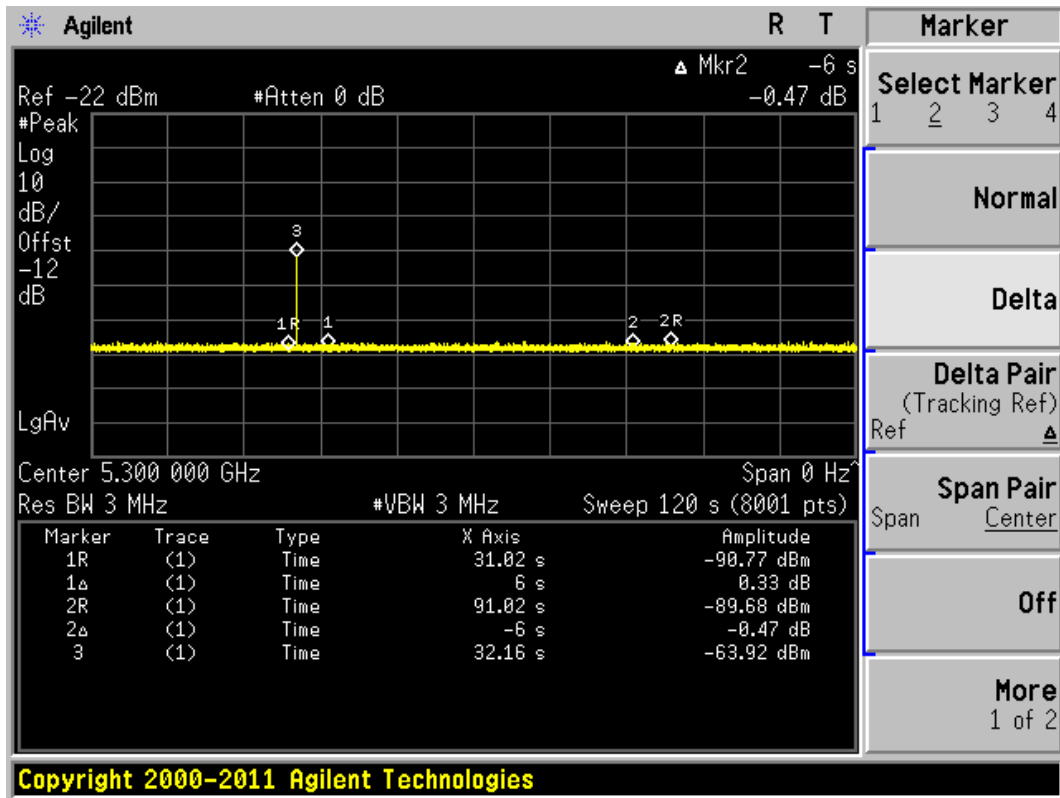 Agilent R T
Marker
△ Mkr2 -6 s
Ref -22 dBm #Atten 0 dB -0.47 dB
#Peak
Log
10
dB/
Offst
-12
dB
3
1R 1 2 2R
LgAv
Center 5.300 000 GHz Span 0 Hz^
Res BW 3 MHz #VBW 3 MHz Sweep 120 s (8001 pts)
Marker Trace Type X Axis Amplitude
1R (1) Time 31.02 s -90.77 dBm
1△ (1) Time 6 s 0.33 dB
2R (1) Time 91.02 s -89.68 dBm
2△ (1) Time -6 s -0.47 dB
3 (1) Time 32.16 s -63.92 dBm
Select Marker
1 2 3 4
Normal
Delta
Delta Pair
(Tracking Ref)
Ref △
Span Pair
Span Center
Off
More
1 of 2
Copyright 2000-2011 Agilent Technologies